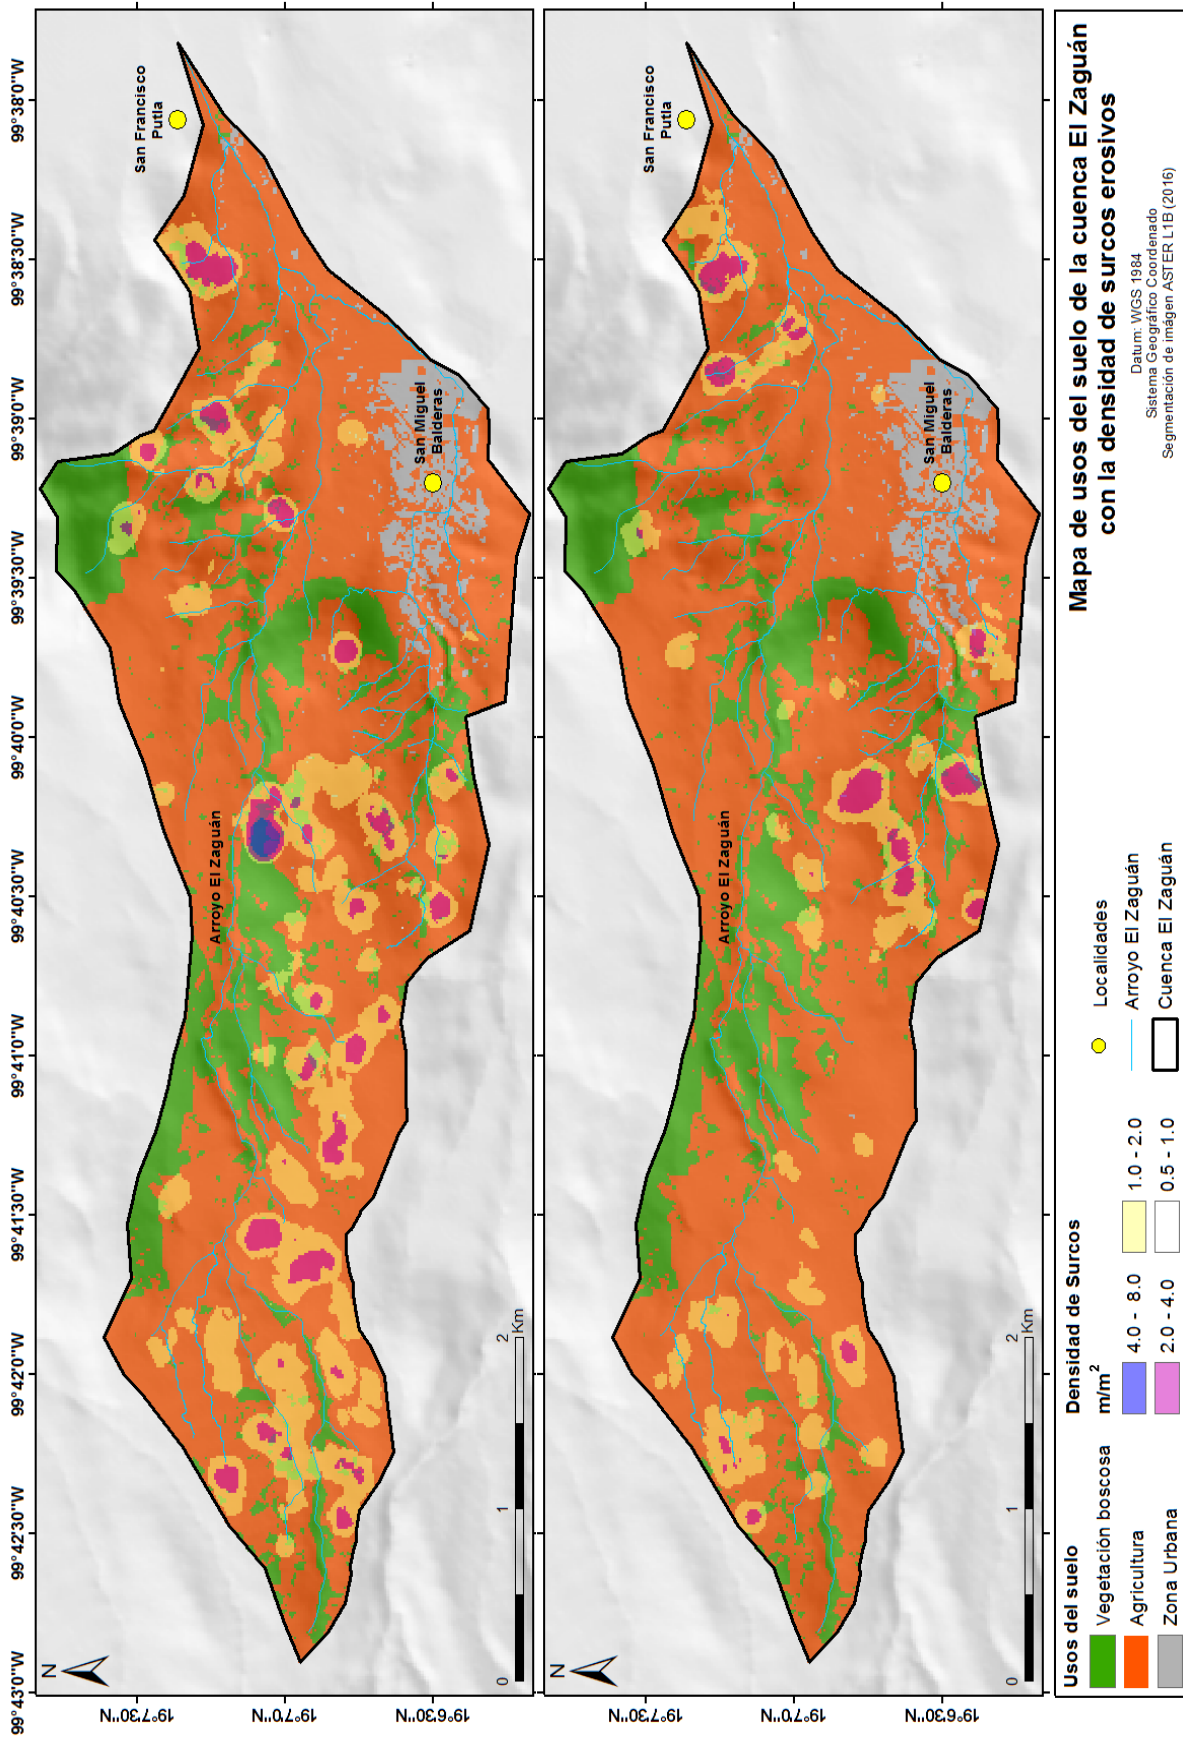 99°43'0"W
99°42'30"W
99°42'0"W
99°41'30"W
99°41'0"W
99°40'30"W
99°40'0"W
99°39'30"W
99°39'0"W
99°38'30"W
99°38'0"W
19°7'30"N
19°7'0"N
19°6'30"N
N
Arroyo El Zaguán
San Francisco
Putla
San Miguel
Balderas
0 1 2
Km
19°7'30"N
19°7'0"N
19°6'30"N
N
Arroyo El Zaguán
San Francisco
Putla
San Miguel
Balderas
0 1 2
Km
Usos del suelo
Vegetación boscosa
Agricultura
Zona Urbana
Densidad de Surcos
m/m²
4.0 - 8.0
2.0 - 4.0
1.0 - 2.0
0.5 - 1.0
Localidades
Arroyo El Zaguán
Cuenca El Zaguán
Mapa de usos del suelo de la cuenca El Zaguán
con la densidad de surcos erosivos
Datum: WGS 1984
Sistema Geográfico Coordenado
Segmentación de imágen ASTER L1B (2016)